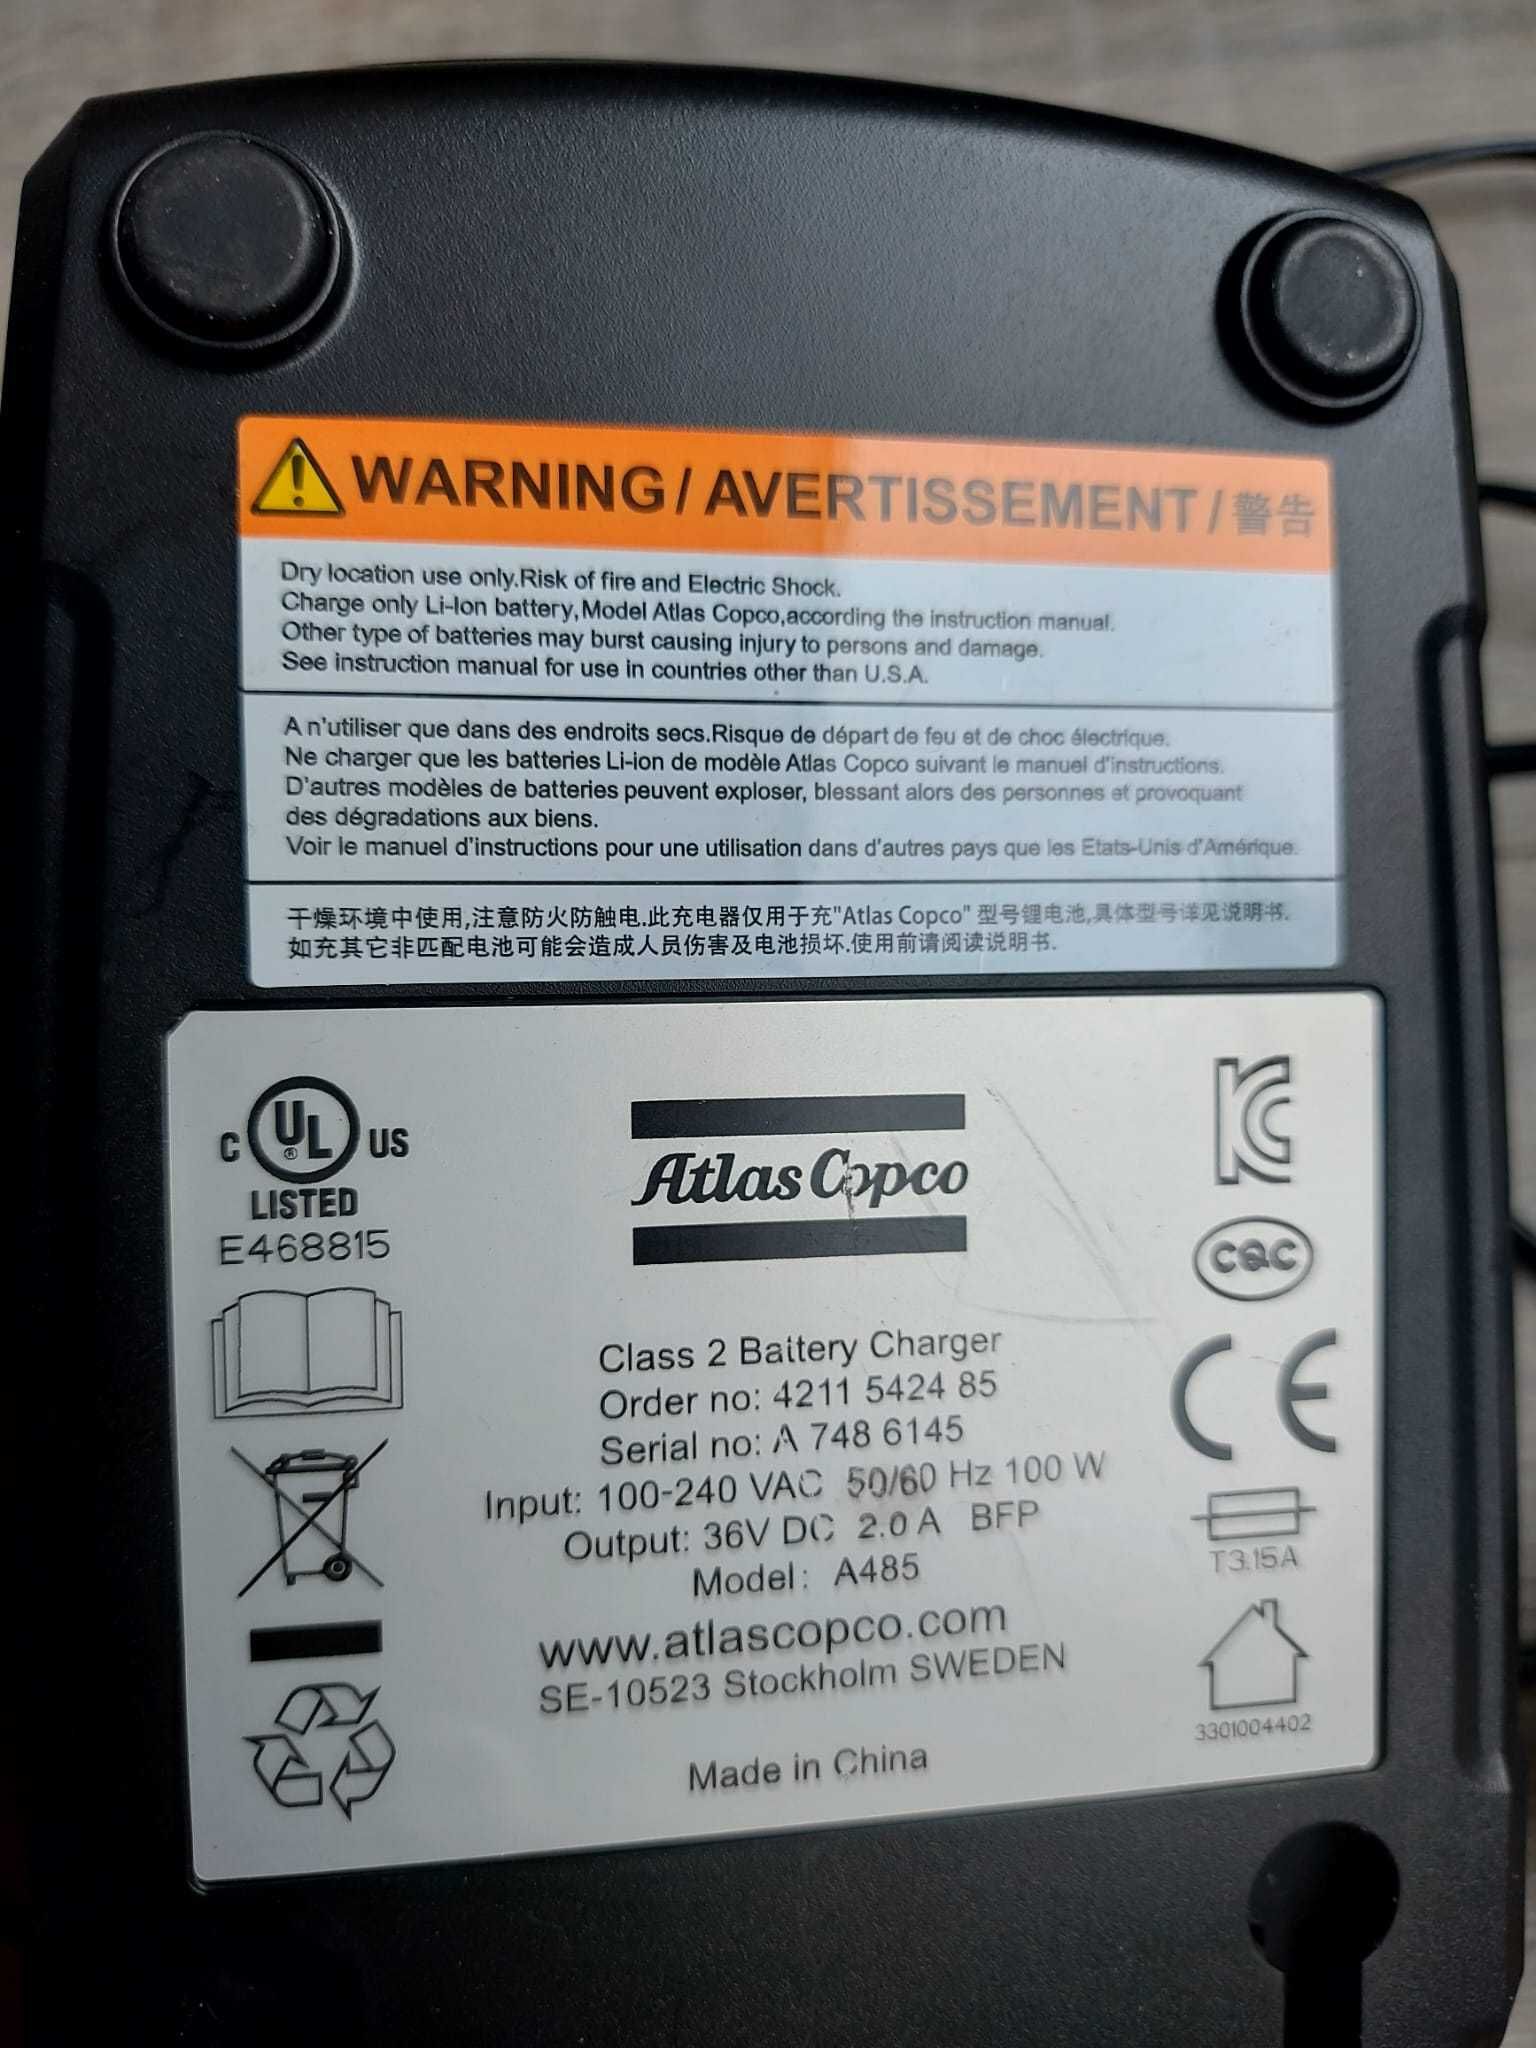 WARNING / AVERTISSEMENT / 警告
Dry location use only.Risk of fire and Electric Shock.
Charge only Li-Ion battery,Model Atlas Copco,according the instruction manual.
Other type of batteries may burst causing injury to persons and damage.
See instruction manual for use in countries other than U.S.A.
A n'utiliser que dans des endroits secs.Risque de départ de feu et de choc électrique.
Ne charger que les batteries Li-ion de modèle Atlas Copco suivant le manuel d'instructions.
D'autres modèles de batteries peuvent exploser, blessant alors des personnes et provoquant
des dégradations aux biens.
Voir le manuel d'instructions pour une utilisation dans d'autres pays que les Etats-Unis d'Amérique.
干燥环境中使用,注意防火防触电.此充电器仅用于充"Atlas Copco" 型号锂电池,具体型号详见说明书.
如充其它非匹配电池可能会造成人员伤害及电池损坏.使用前请阅读说明书.
C UL ® US
LISTED
E468815
Atlas Copco
Class 2 Battery Charger
Order no: 4211 5424 85
Serial no: A 748 6145
Input: 100-240 VAC 50/60 Hz 100 W
Output: 36V DC 2.0 A BFP
Model: A485
www.atlascopco.com
SE-10523 Stockholm SWEDEN
Made in China
KC
CQC
CE
T3.15A
3301004402